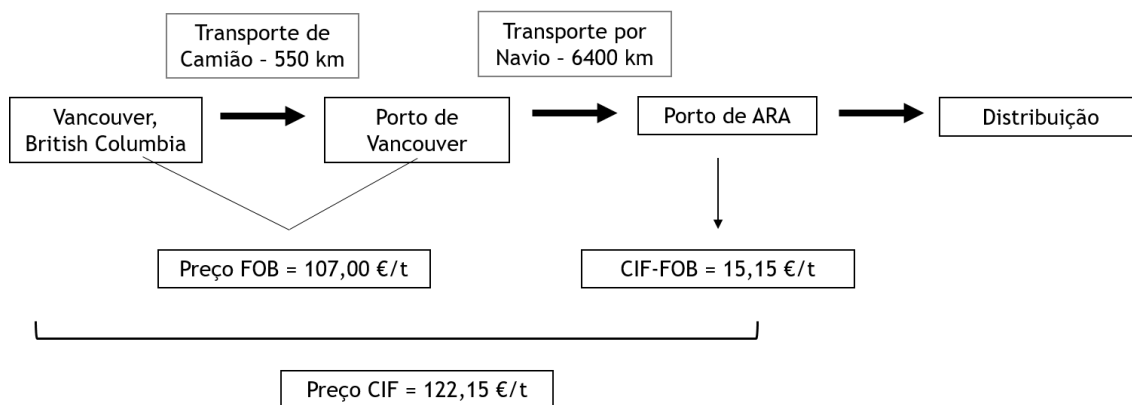 Transporte de
Camião - 550 km
Transporte por
Navio - 6400 km
Vancouver,
British Columbia
Porto de
Vancouver
Porto de ARA
Distribuição
Preço FOB = 107,00 €/t
CIF-FOB = 15,15 €/t
Preço CIF = 122,15 €/t